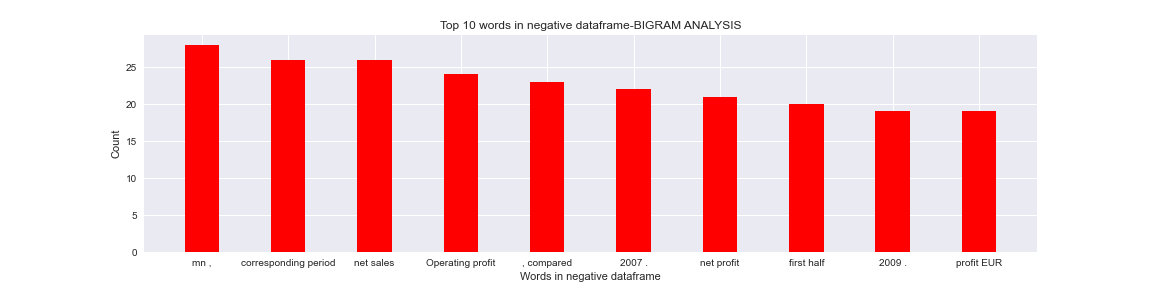 Top 10 words in negative dataframe-BIGRAM ANALYSIS
Count
25
20
15
10
5
0
mn , corresponding period net sales Operating profit , compared 2007 . net profit first half 2009 . profit EUR
Words in negative dataframe